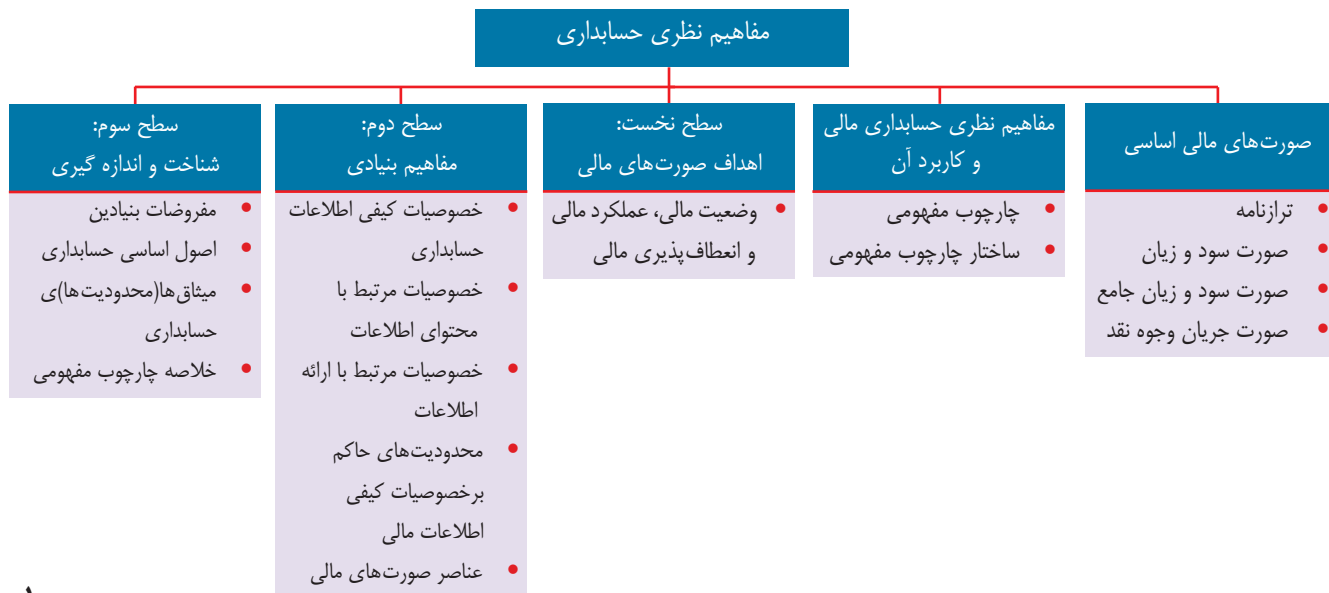 مفاهیم نظری حسابداری
صورت‌های مالی اساسی
• ترازنامه
• صورت سود و زیان
• صورت سود و زیان جامع
• صورت جریان وجوه نقد
مفاهیم نظری حسابداری مالی
و کاربرد آن
• چارچوب مفهومی
• ساختار چارچوب مفهومی
سطح نخست:
اهداف صورت‌های مالی
• وضعیت مالی، عملکرد مالی
و انعطاف‌پذیری مالی
سطح دوم:
مفاهیم بنیادی
• خصوصیات کیفی اطلاعات
حسابداری
• خصوصیات مرتبط با
محتوای اطلاعات
• خصوصیات مرتبط با ارائه
اطلاعات
• محدودیت‌های حاکم
برخصوصیات کیفی
اطلاعات مالی
• عناصر صورت‌های مالی
سطح سوم:
شناخت و اندازه گیری
• مفروضات بنیادین
• اصول اساسی حسابداری
• میثاق‌ها(محدودیت‌ها)ی
حسابداری
• خلاصه چارچوب مفهومی